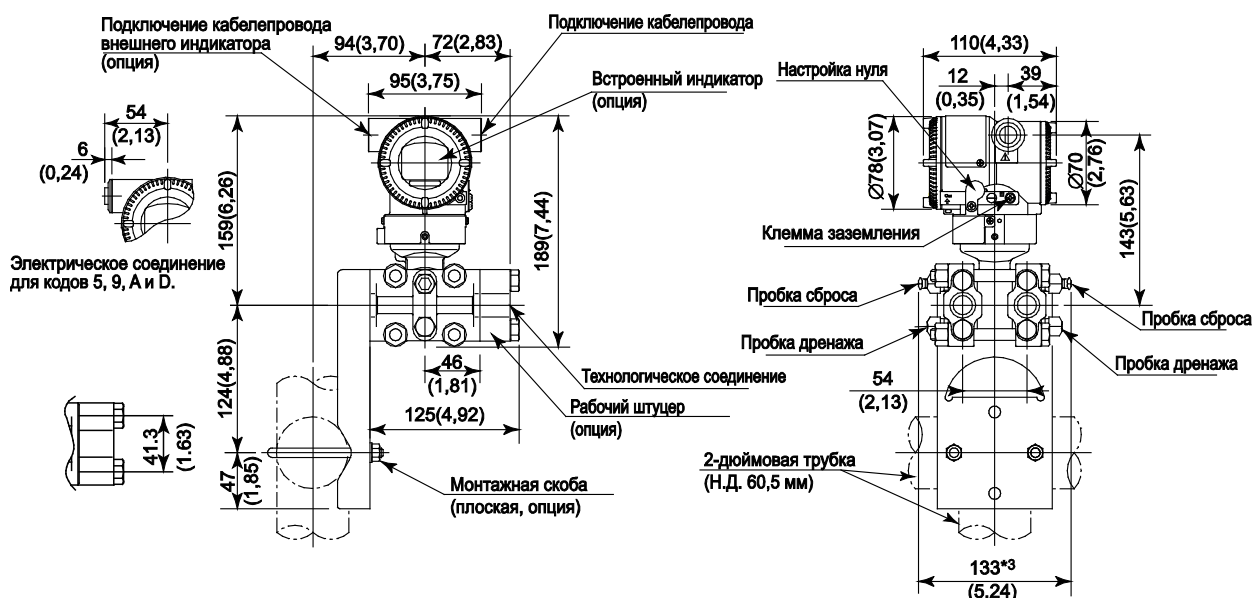 Подключение кабелепровода
внешнего индикатора
(опция)
94(3,70)
72(2,83)
Подключение кабелепровода
95(3,75)
Встроенный индикатор
(опция)
54
(2,13)
6
(0,24)
159(6,26)
189(7,44)
Электрическое соединение
для кодов 5, 9, A и D.
124(4,88)
46
(1,81)
125(4,92)
Технологическое соединение
Рабочий штуцер
(опция)
41.3
(1.63)
47
(1,85)
Монтажная скоба
(плоская, опция)
110(4,33)
Настройка нуля
12
(0,35)
39
(1,54)
Ø78(3,07)
Ø70
(2,76)
143(5,63)
Клемма заземления
Пробка сброса
Пробка сброса
Пробка дренажа
Пробка дренажа
54
(2,13)
2-дюймовая трубка
(Н.Д. 60,5 мм)
133*3
(5,24)